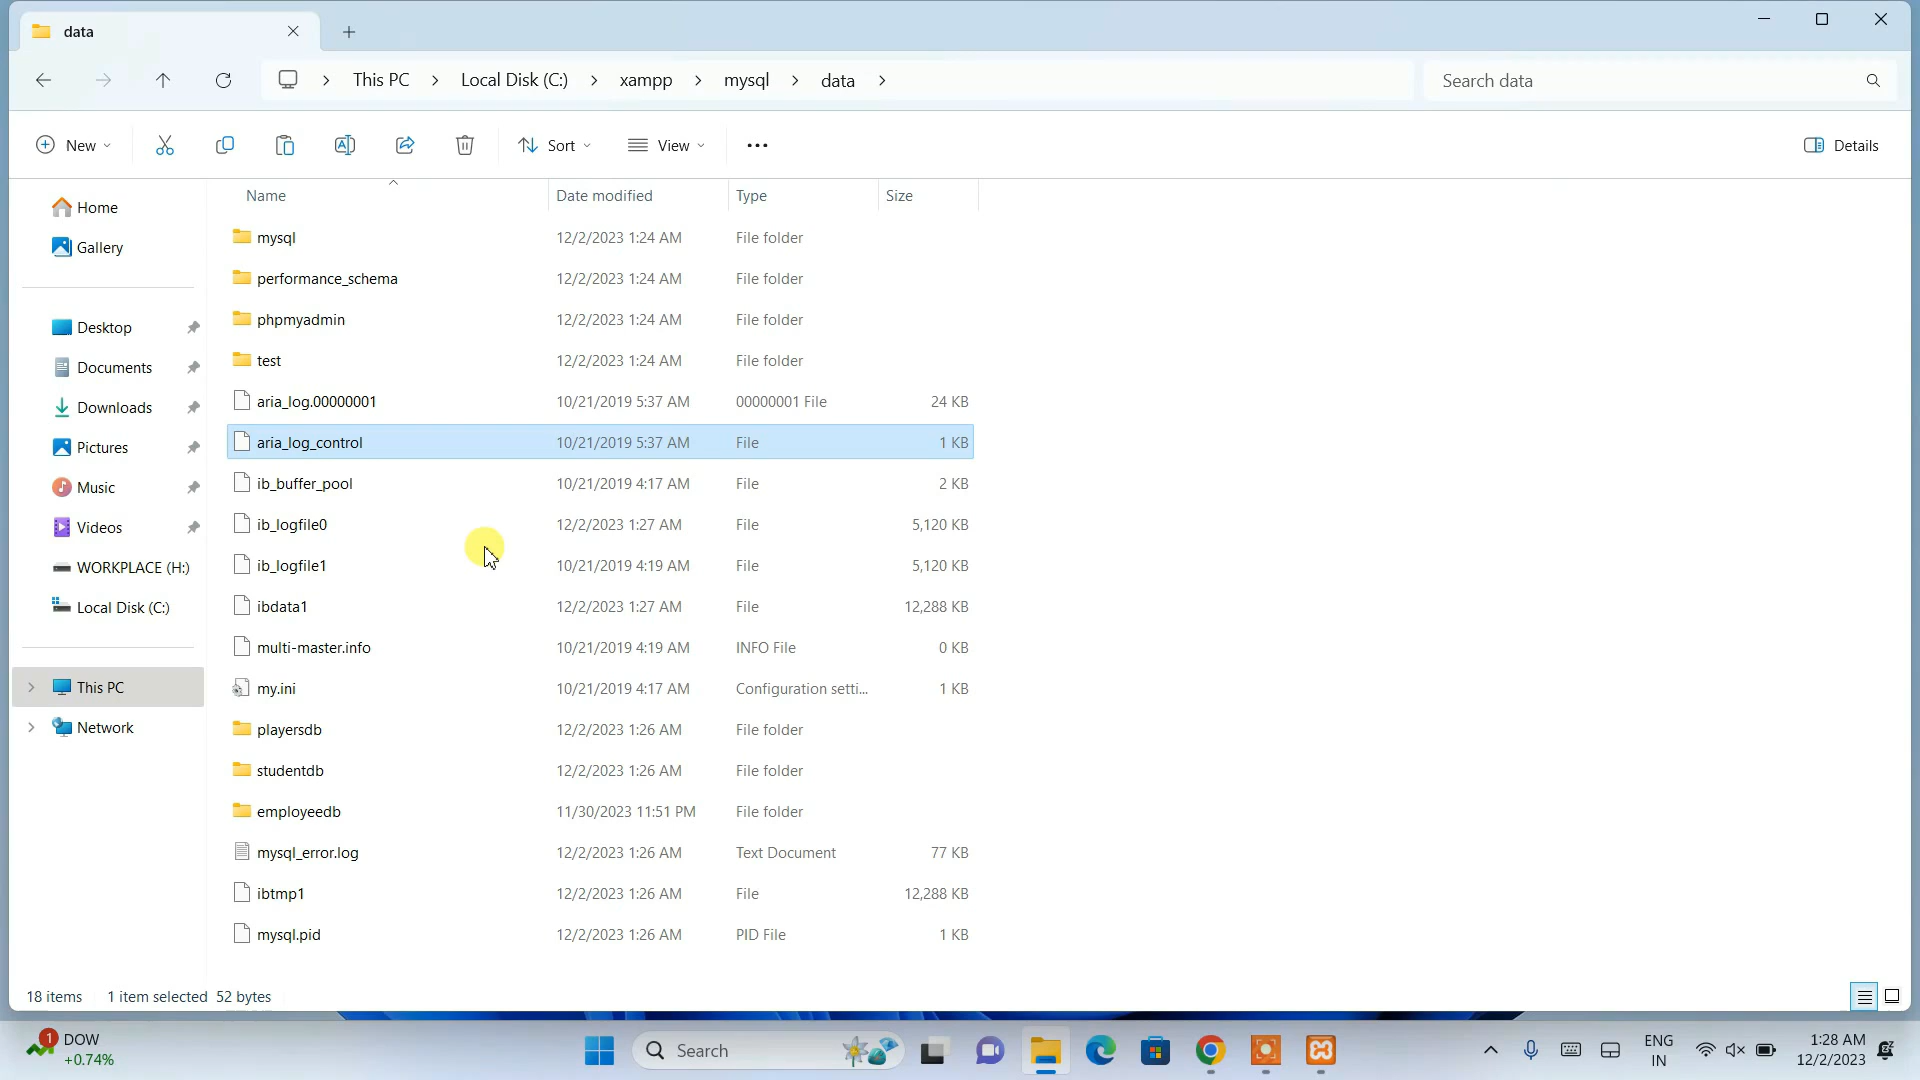 data
This PC
Local Disk (C:)
xampp
mysql
data
Search data
New
Sort
View
Details
Name
Date modified
Type
Size
Home
Gallery
Desktop
Documents
Downloads
Pictures
Music
Videos
WORKPLACE (H:)
Local Disk (C:)
This PC
Network
mysql 12/2/2023 1:24 AM File folder
performance_schema 12/2/2023 1:24 AM File folder
phpmyadmin 12/2/2023 1:24 AM File folder
test 12/2/2023 1:24 AM File folder
aria_log.00000001 10/21/2019 5:37 AM 00000001 File 24 KB
aria_log_control 10/21/2019 5:37 AM File 1 KB
ib_buffer_pool 10/21/2019 4:17 AM File 2 KB
ib_logfile0 12/2/2023 1:27 AM File 5,120 KB
ib_logfile1 10/21/2019 4:19 AM File 5,120 KB
ibdata1 12/2/2023 1:27 AM File 12,288 KB
multi-master.info 10/21/2019 4:19 AM INFO File 0 KB
my.ini 10/21/2019 4:17 AM Configuration setti... 1 KB
playersdb 12/2/2023 1:26 AM File folder
studentdb 12/2/2023 1:26 AM File folder
employeedb 11/30/2023 11:51 PM File folder
mysql_error.log 12/2/2023 1:26 AM Text Document 77 KB
ibtmp1 12/2/2023 1:26 AM File 12,288 KB
mysql.pid 12/2/2023 1:26 AM PID File 1 KB
18 items 1 item selected 52 bytes
1
DOW
+0.74%
Search
ENG
IN
1:28 AM
12/2/2023